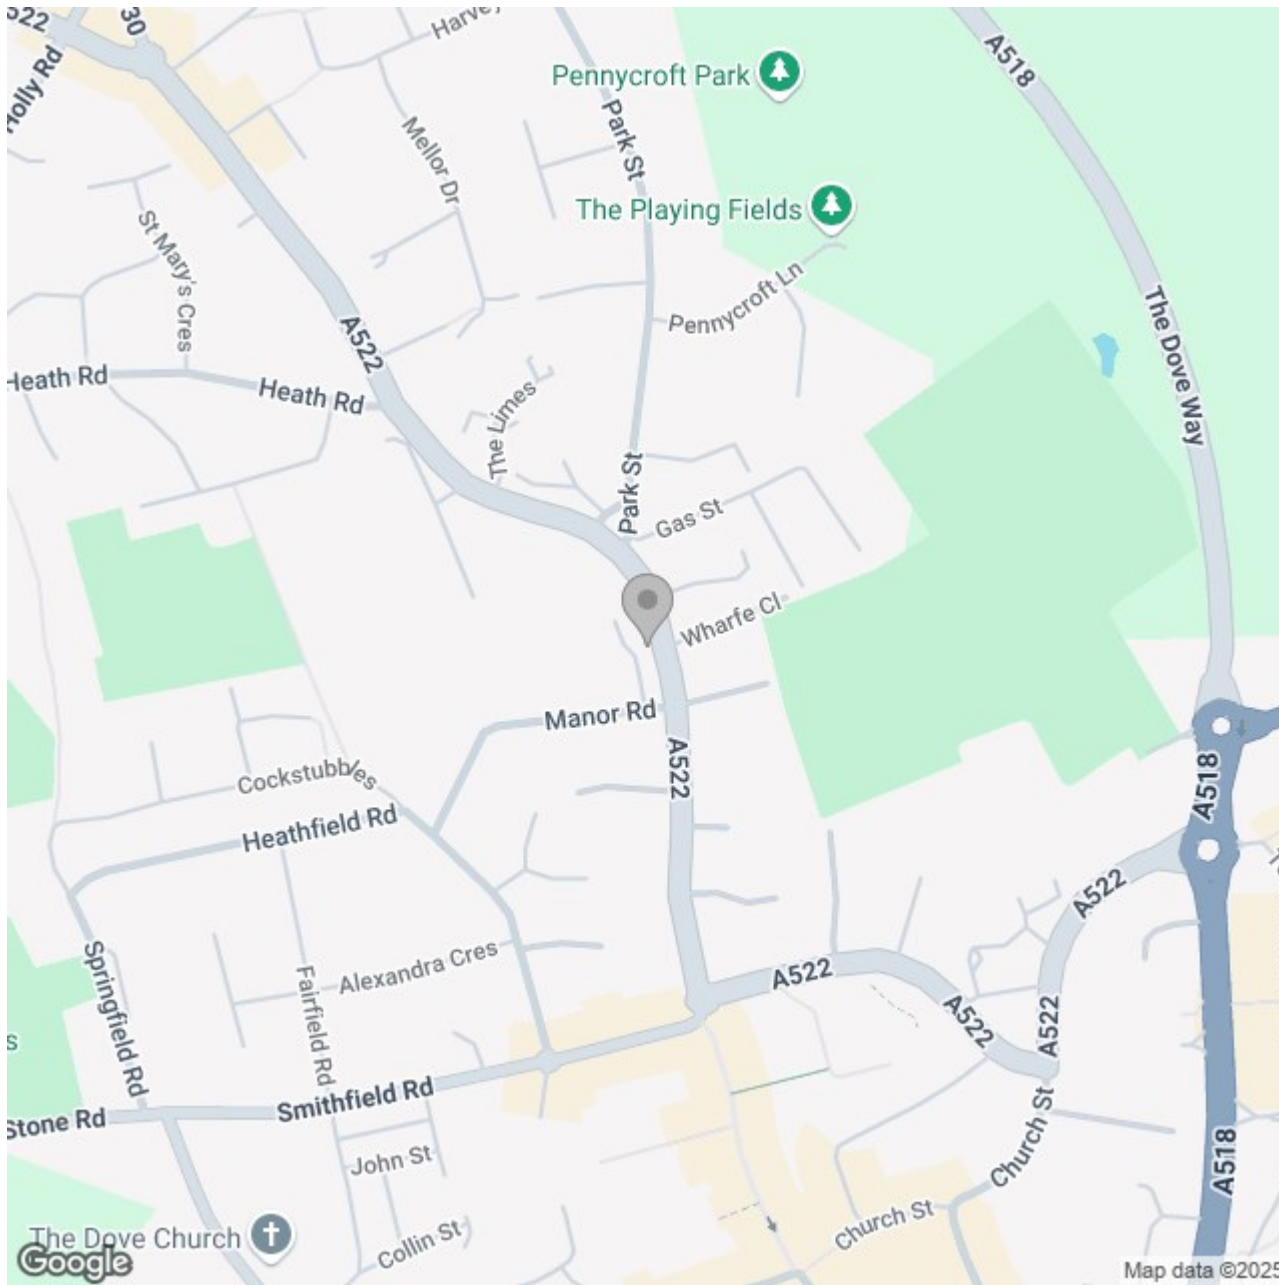 522
30
Holly Rd
Harvey
A518
Pennycroft Park
Park St
Mellor Dr
The Playing Fields
St Mary's Cres
Pennycroft Ln
The Dove Way
A522
Heath Rd
Heath Rd
The Limes
Park St
Gas St
Wharfe Cl
Manor Rd
A522
A518
Cockstubbles
Heathfield Rd
A522
Springfield Rd
Alexandra Cres
Fairfield Rd
A522
A522
A522
s
Smithfield Rd
Stone Rd
Church St
A518
John St
The Dove Church
Collin St
Church St
Google
Map data ©2025